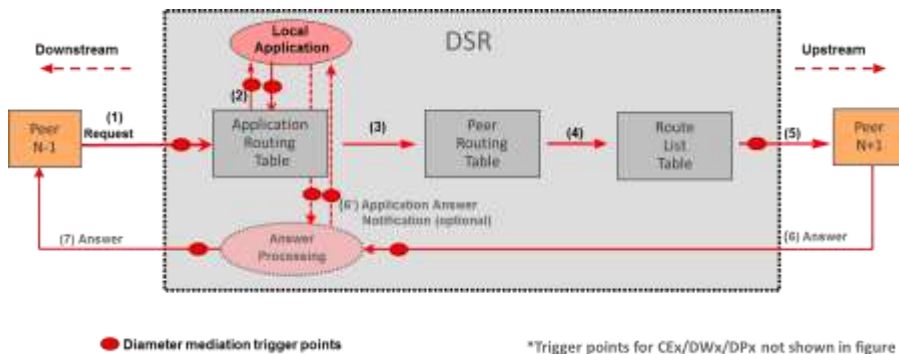 Local
Application
DSR
Downstream
Upstream
(1)
Request
(2)
(3)
(4)
(5)
Peer
N-1
Application
Routing
Table
Peer
Routing
Table
Route
List
Table
Peer
N+1
(6') Application Answer
Notification (optional)
(7) Answer
Answer
Processing
(6) Answer
Diameter mediation trigger points
*Trigger points for CEx/DWx/DPx not shown in figure